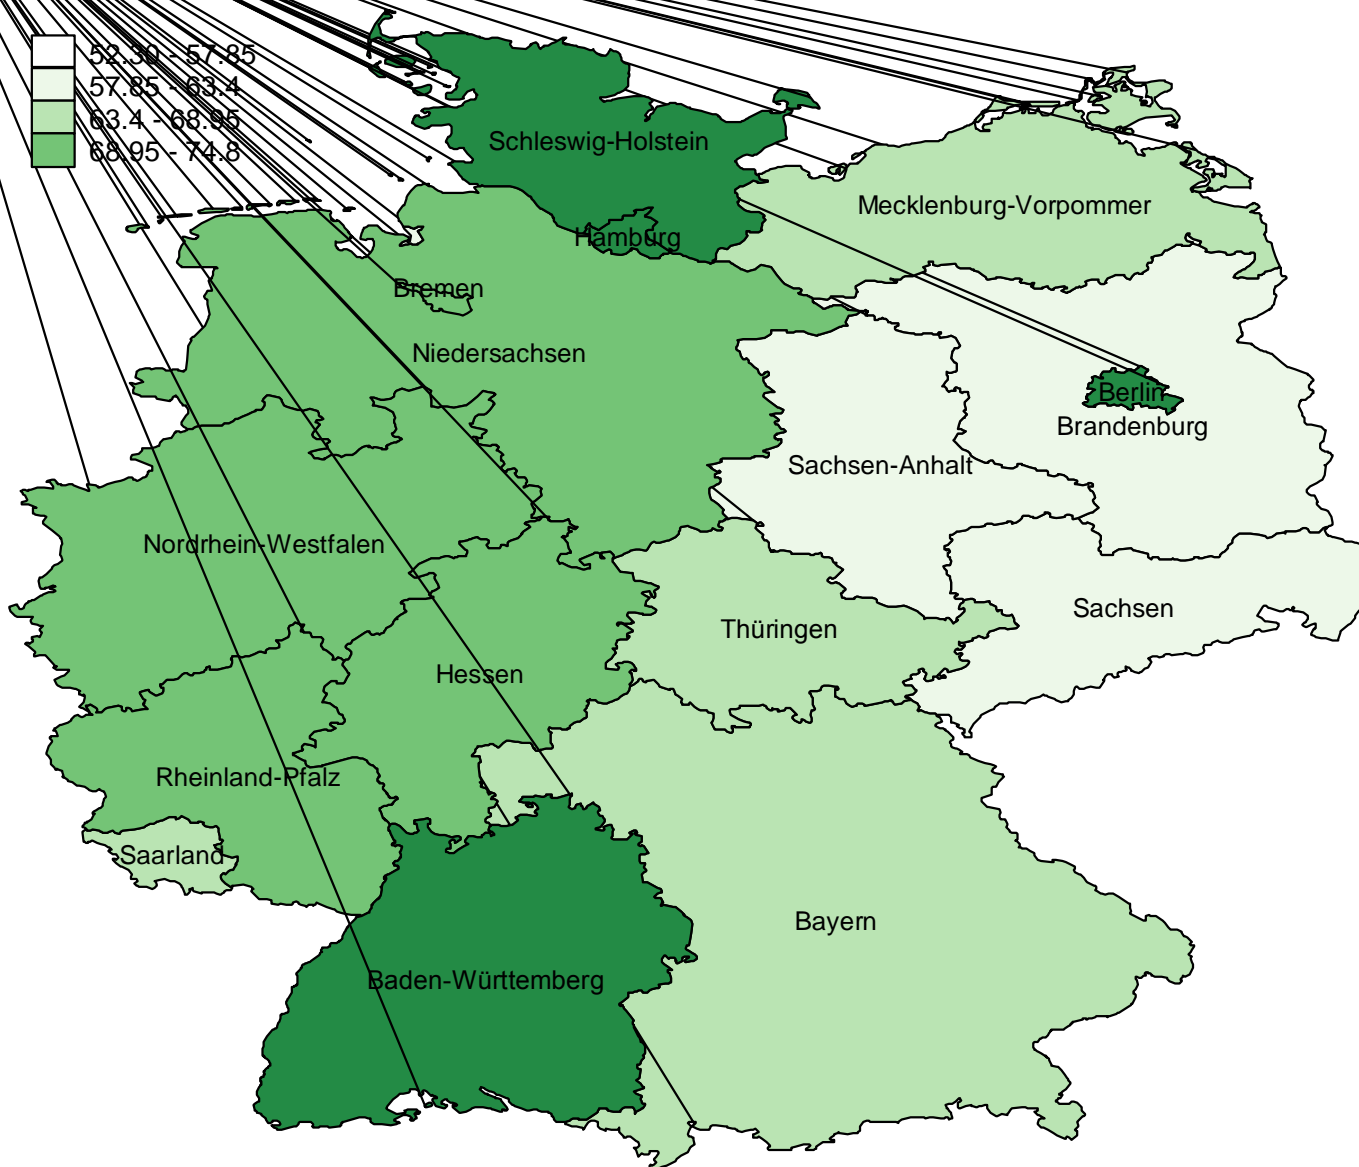 52.30 - 57.85
57.85 - 63.4
63.4 - 68.95
68.95 - 74.8
Schleswig-Holstein
Mecklenburg-Vorpommer
Hamburg
Bremen
Niedersachsen
Berlin
Brandenburg
Sachsen-Anhalt
Nordrhein-Westfalen
Sachsen
Thüringen
Hessen
Rheinland-Pfalz
Saarland
Bayern
Baden-Württemberg